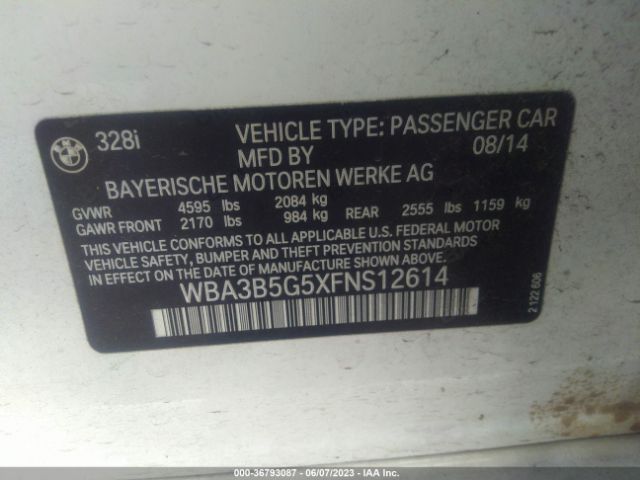 BMW
328i VEHICLE TYPE: PASSENGER CAR
MFD BY 08/14
BAYERISCHE MOTOREN WERKE AG
GVWR 4595 lbs 2084 kg
GAWR FRONT 2170 lbs 984 kg REAR 2555 lbs 1159 kg
THIS VEHICLE CONFORMS TO ALL APPLICABLE U.S. FEDERAL MOTOR
VEHICLE SAFETY, BUMPER AND THEFT PREVENTION STANDARDS
IN EFFECT ON THE DATE OF MANUFACTURE SHOWN ABOVE.
WBA3B5G5XFNS12614
2 122 606
000-36793087 - 06/07/2023 - IAA Inc.